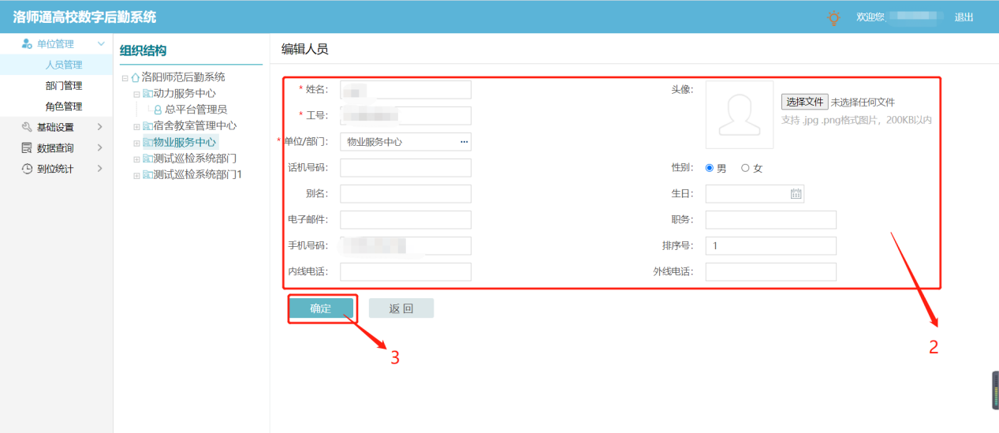 洛师通高校数字后勤系统
欢迎您
退出
单位管理
人员管理
部门管理
角色管理
基础设置
数据查询
到位统计
组织结构
洛阳师范后勤系统
动力服务中心
总平台管理员
宿舍教室管理中心
物业服务中心
测试巡检系统部门
测试巡检系统部门1
编辑人员
* 姓名：
* 工号：
* 单位/部门： 物业服务中心 ...
话机号码：
别名：
电子邮件：
手机号码：
内线电话：
头像：
选择文件 未选择任何文件
支持 .jpg .png格式图片，200KB以内
性别： 男 女
生日：
职务：
排序号： 1
外线电话：
确定
返 回
3
2